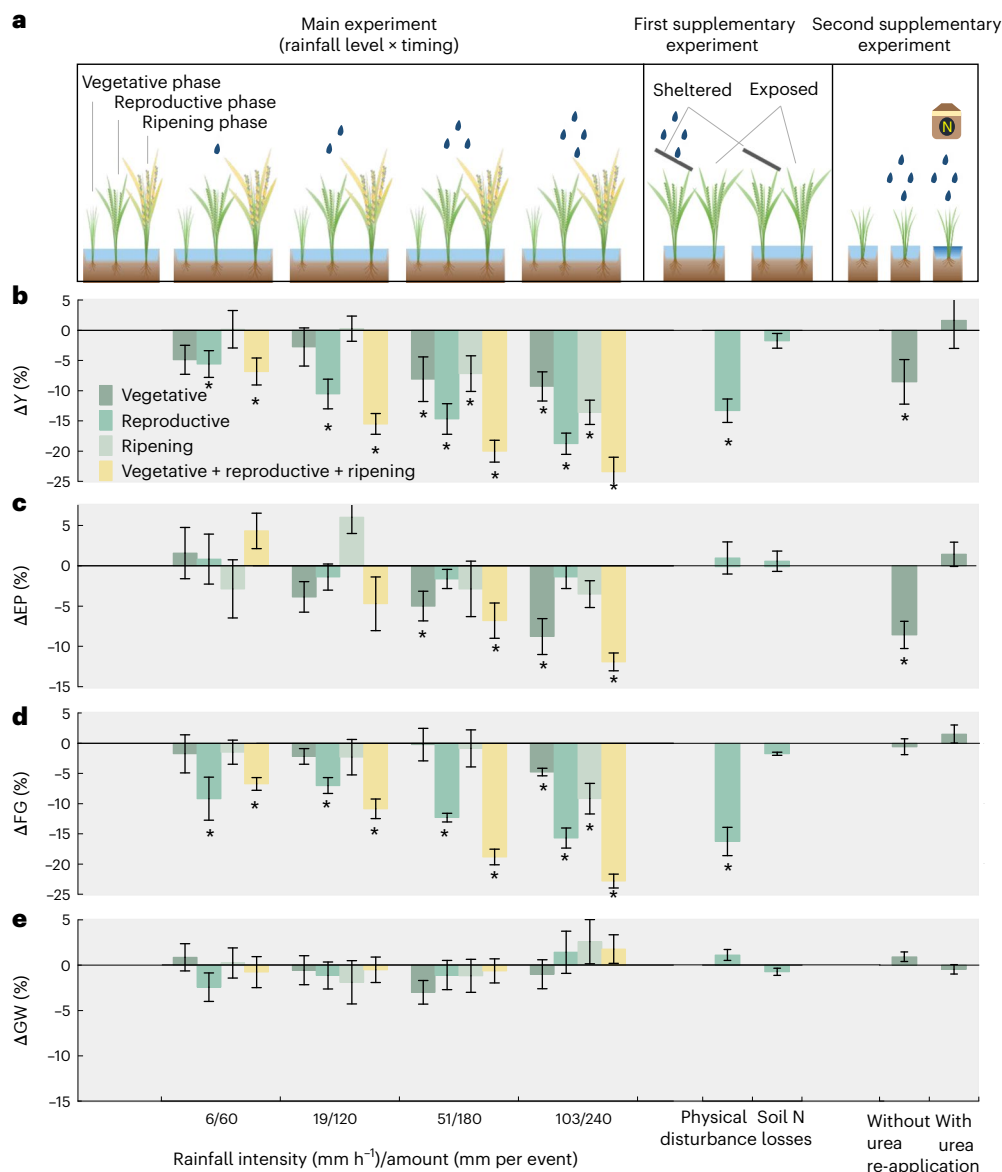 a
Main experiment
(rainfall level × timing)
First supplementary
experiment
Second supplementary
experiment
Vegetative phase
Reproductive phase
Ripening phase
Sheltered
Exposed
N
b
5
0
–5
–10
–15
–20
–25
ΔY (%)
Vegetative
Reproductive
Ripening
Vegetative + reproductive + ripening
* * * * * * * * * * * * *
c
5
0
–5
–10
–15
ΔEP (%)
* * * * *
d
5
0
–5
–10
–15
–20
–25
ΔFG (%)
* * * * * * * * * * *
e
5
0
–5
–10
–15
ΔGW (%)
6/60
19/120
51/180
103/240
Rainfall intensity (mm h⁻¹)/amount (mm per event)
Physical
disturbance
Soil N
losses
Without
urea
With
urea
re-application